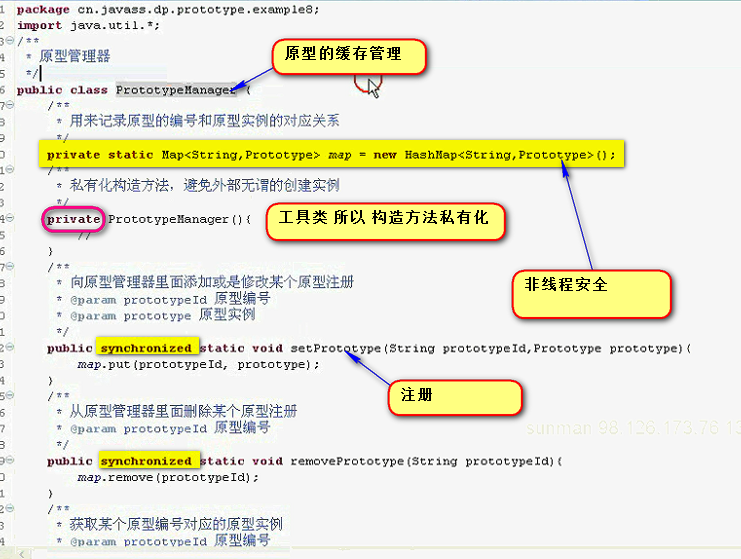 package cn.javass.dp.prototype.example8;
import java.util.*;
/**
 * 原型管理器
 */
原型的缓存管理
public class PrototypeManager {
/**
 * 用来记录原型的编号和原型实例的对应关系
 */
private static Map<String,Prototype> map = new HashMap<String,Prototype>();
/**
 * 私有化构造方法，避免外部无谓的创建实例
 */
private PrototypeManager(){
工具类 所以 构造方法私有化
//
}
/**
 * 向原型管理器里面添加或是修改某个原型注册
 * @param prototypeId 原型编号
 * @param prototype 原型实例
 */
非线程安全
public synchronized static void setPrototype(String prototypeId,Prototype prototype){
map.put(prototypeId, prototype);
}
注册
/**
 * 从原型管理器里面删除某个原型注册
 * @param prototypeId 原型编号
 */
sunman 98.126.173.76 13
public synchronized static void removePrototype(String prototypeId){
map.remove(prototypeId);
}
/**
 * 获取某个原型编号对应的原型实例
 * @param prototypeId 原型编号